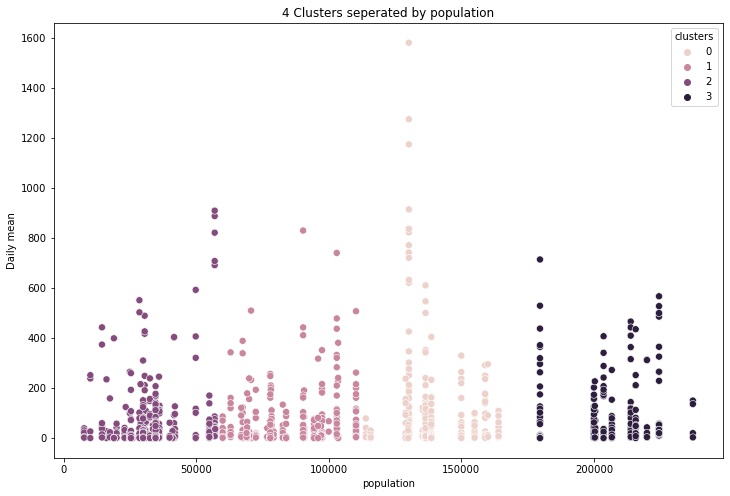 4 Clusters seperated by population
clusters
0
1
2
3
1600
1400
1200
1000
800
600
400
200
0
Daily mean
0 50000 100000 150000 200000
population